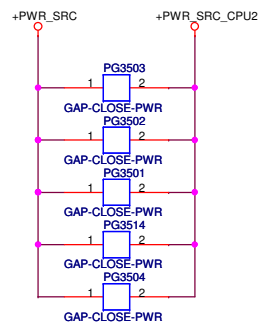 +PWR_SRC +PWR_SRC_CPU2
PG3503
1 2
GAP-CLOSE-PWR
PG3502
1 2
GAP-CLOSE-PWR
PG3501
1 2
GAP-CLOSE-PWR
PG3514
1 2
GAP-CLOSE-PWR
PG3504
1 2
GAP-CLOSE-PWR